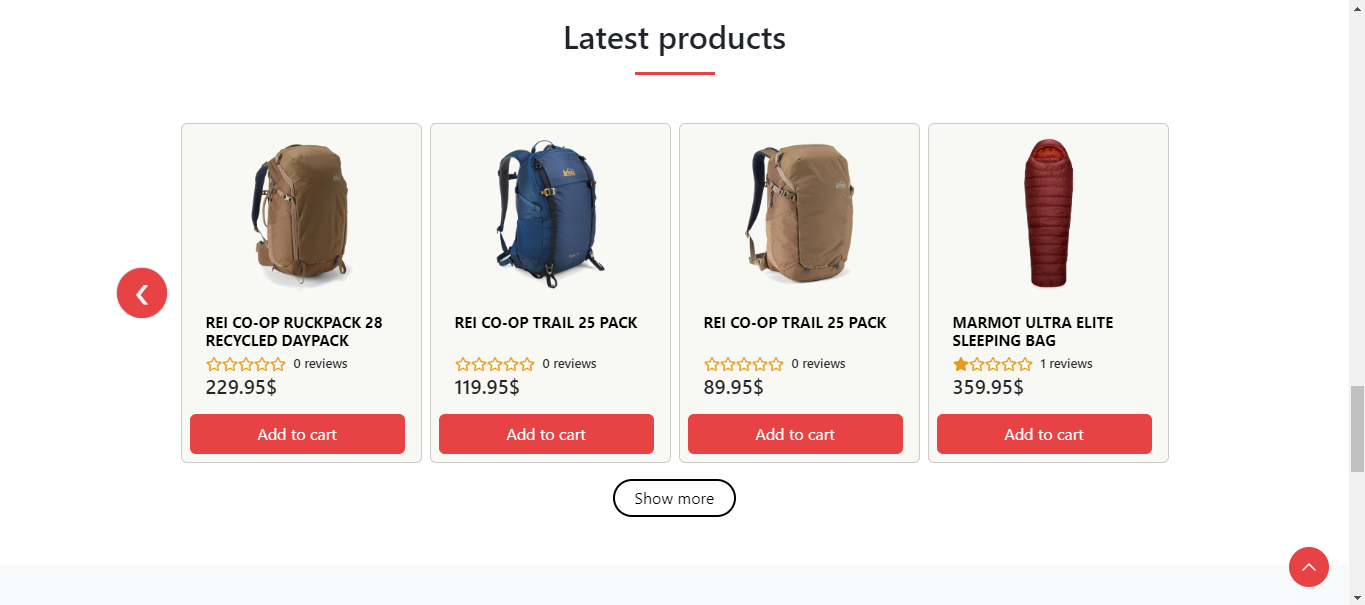 Latest products
REI CO-OP RUCKPACK 28
RECYCLED DAYPACK
0 reviews
229.95$
Add to cart
REI CO-OP TRAIL 25 PACK
0 reviews
119.95$
Add to cart
REI CO-OP TRAIL 25 PACK
0 reviews
89.95$
Add to cart
MARMOT ULTRA ELITE
SLEEPING BAG
1 reviews
359.95$
Add to cart
Show more